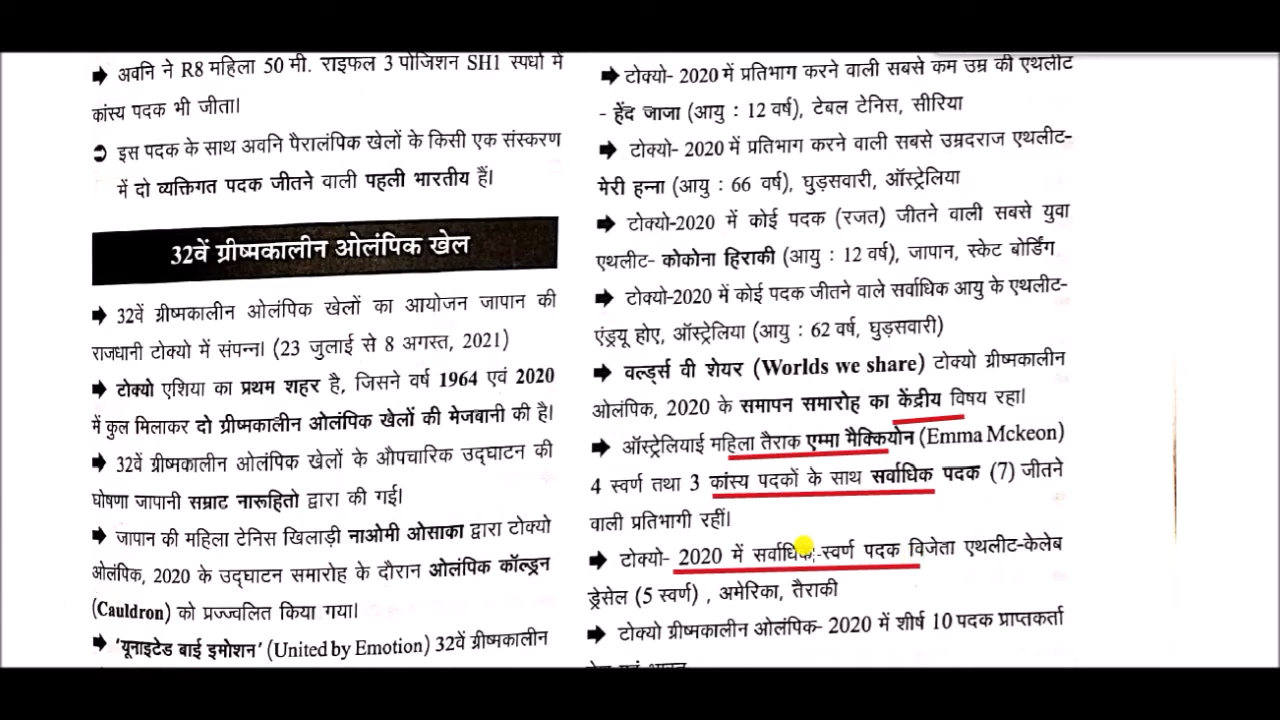 ➔ अवनि ने R8 महिला 50 मी. राइफल 3 पोजिशन SH1 स्पर्धा में
कांस्य पदक भी जीता।
➲ इस पदक के साथ अवनि पैरालंपिक खेलों के किसी एक संस्करण
में दो व्यक्तिगत पदक जीतने वाली पहली भारतीय हैं।
32वें ग्रीष्मकालीन ओलंपिक खेल
➔ 32वें ग्रीष्मकालीन ओलंपिक खेलों का आयोजन जापान की
राजधानी टोक्यो में संपन्न। (23 जुलाई से 8 अगस्त, 2021)
➔ टोक्यो एशिया का प्रथम शहर है, जिसने वर्ष 1964 एवं 2020
में कुल मिलाकर दो ग्रीष्मकालीन ओलंपिक खेलों की मेजबानी की है।
➔ 32वें ग्रीष्मकालीन ओलंपिक खेलों के औपचारिक उद्घाटन की
घोषणा जापानी सम्राट नारूहितो द्वारा की गई।
➔ जापान की महिला टेनिस खिलाड़ी नाओमी ओसाका द्वारा टोक्यो
ओलंपिक, 2020 के उद्घाटन समारोह के दौरान ओलंपिक कॉल्ड्रन
(Cauldron) को प्रज्ज्वलित किया गया।
➔ 'यूनाइटेड बाई इमोशन' (United by Emotion) 32वें ग्रीष्मकालीन
➔ टोक्यो- 2020 में प्रतिभाग करने वाली सबसे कम उम्र की एथलीट
- हेंद जाजा (आयु : 12 वर्ष), टेबल टेनिस, सीरिया
➔ टोक्यो- 2020 में प्रतिभाग करने वाली सबसे उम्रदराज एथलीट-
मेरी हन्ना (आयु : 66 वर्ष), घुड़सवारी, ऑस्ट्रेलिया
➔ टोक्यो-2020 में कोई पदक (रजत) जीतने वाली सबसे युवा
एथलीट- कोकोना हिराकी (आयु : 12 वर्ष), जापान, स्केट बोर्डिंग
➔ टोक्यो-2020 में कोई पदक जीतने वाले सर्वाधिक आयु के एथलीट-
एंड्रयू होए, ऑस्ट्रेलिया (आयु : 62 वर्ष, घुड़सवारी)
➔ वर्ल्ड्स वी शेयर (Worlds we share) टोक्यो ग्रीष्मकालीन
ओलंपिक, 2020 के समापन समारोह का केंद्रीय विषय रहा।
➔ ऑस्ट्रेलियाई महिला तैराक एम्मा मैक्कियोन (Emma Mckeon)
4 स्वर्ण तथा 3 कांस्य पदकों के साथ सर्वाधिक पदक (7) जीतने
वाली प्रतिभागी रहीं।
➔ टोक्यो- 2020 में सर्वाधिक स्वर्ण पदक विजेता एथलीट-केलेब
ड्रेसेल (5 स्वर्ण) , अमेरिका, तैराकी
➔ टोक्यो ग्रीष्मकालीन ओलंपिक- 2020 में शीर्ष 10 पदक प्राप्तकर्ता